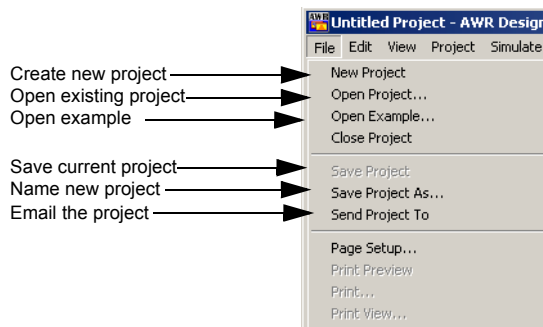 AWR
Untitled Project - AWR Design
File Edit View Project Simulate
Create new project
New Project
Open existing project
Open Project...
Open example
Open Example...
Close Project
Save current project
Save Project
Name new project
Save Project As...
Email the project
Send Project To
Page Setup...
Print Preview
Print...
Print View...